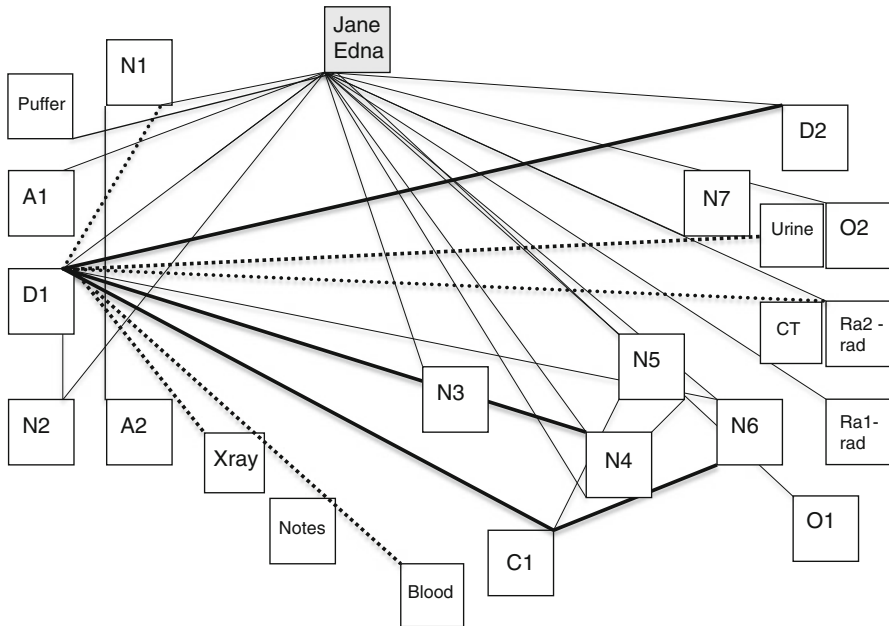 Jane
Edna
N1
Puffer
D2
A1
N7
Urine
O2
D1
CT
Ra2 -
rad
N5
N3
N2
A2
Xray
N4
N6
Ra1-
rad
Notes
O1
C1
Blood